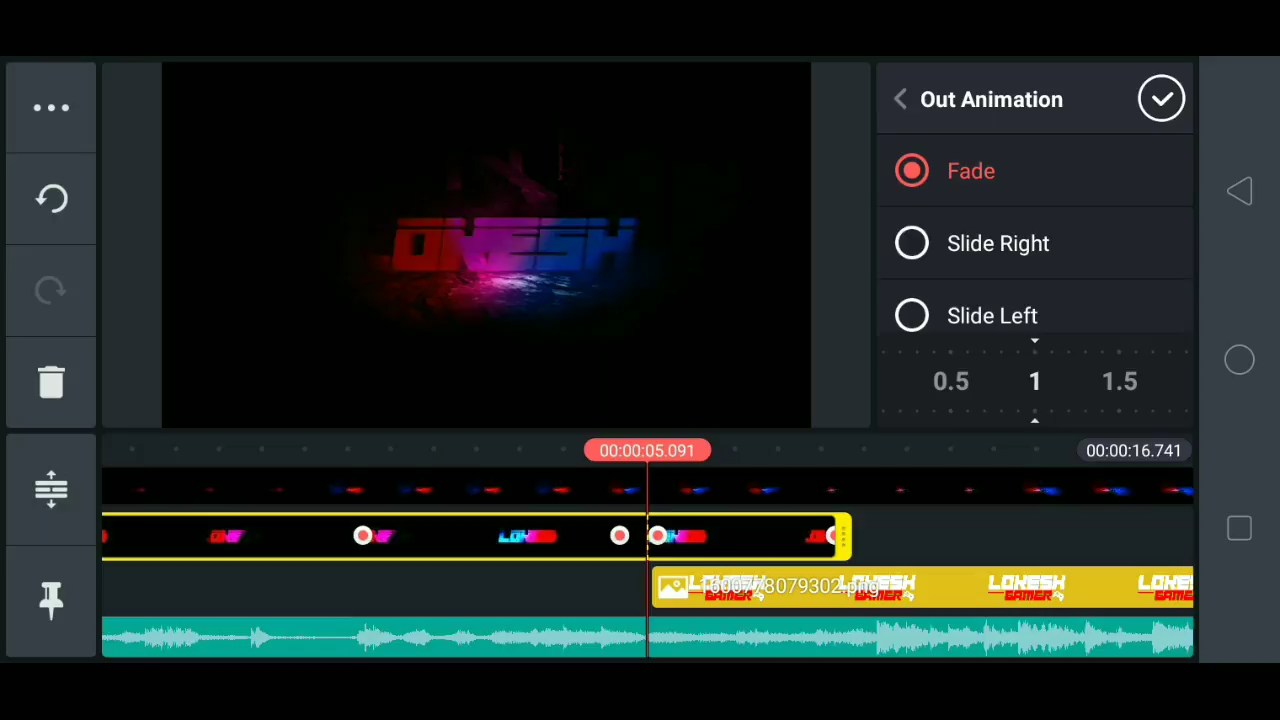 Out Animation
Fade
Slide Right
Slide Left
0.5 1 1.5
ONESH
00:00:05.091
00:00:16.741
LOKESH
GAMER
LOKESH
GAMER